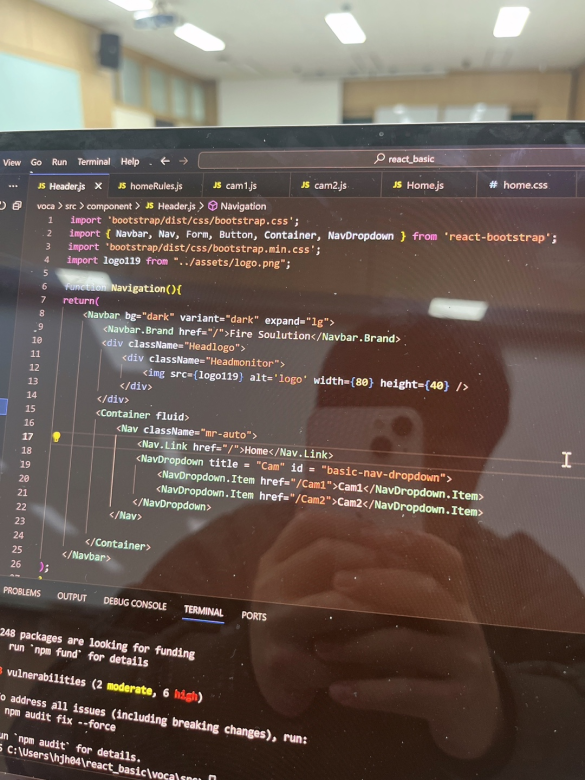 View Go Run Terminal Help react_basic
JS Header.js JS homeRules.js JS cam1.js JS cam2.js JS Home.js # home.css
voca > src > component > JS Header.js > Navigation
1 import 'bootstrap/dist/css/bootstrap.css';
2 import { Navbar, Nav, Form, Button, Container, NavDropdown } from 'react-bootstrap';
3 import 'bootstrap/dist/css/bootstrap.min.css';
4 import logo119 from "../assets/logo.png";
5
6 function Navigation(){
7 return(
8 <Navbar bg="dark" variant="dark" expand="lg">
9 <Navbar.Brand href="/">Fire Soulution</Navbar.Brand>
10 <div className="Headlogo">
11 <div className="Headmonitor">
12 <img src={logo119} alt='logo' width={80} height={40} />
13 </div>
14 </div>
15 <Container fluid>
16 <Nav className="mr-auto">
17 <Nav.Link href="/">Home</Nav.Link>
18 <NavDropdown title = "Cam" id = "basic-nav-dropdown">
19 <NavDropdown.Item href="/Cam1">Cam1</NavDropdown.Item>
20 <NavDropdown.Item href="/Cam2">Cam2</NavDropdown.Item>
21 </NavDropdown>
22 </Nav>
23
24 </Container>
25 </Navbar>
26 );
PROBLEMS OUTPUT DEBUG CONSOLE TERMINAL PORTS
248 packages are looking for funding
run `npm fund` for details
vulnerabilities (2 moderate, 6 high)
address all issues (including breaking changes), run:
npm audit fix --force
`npm audit` for details.
C:\Users\hjh04\react_basic\voca\src>